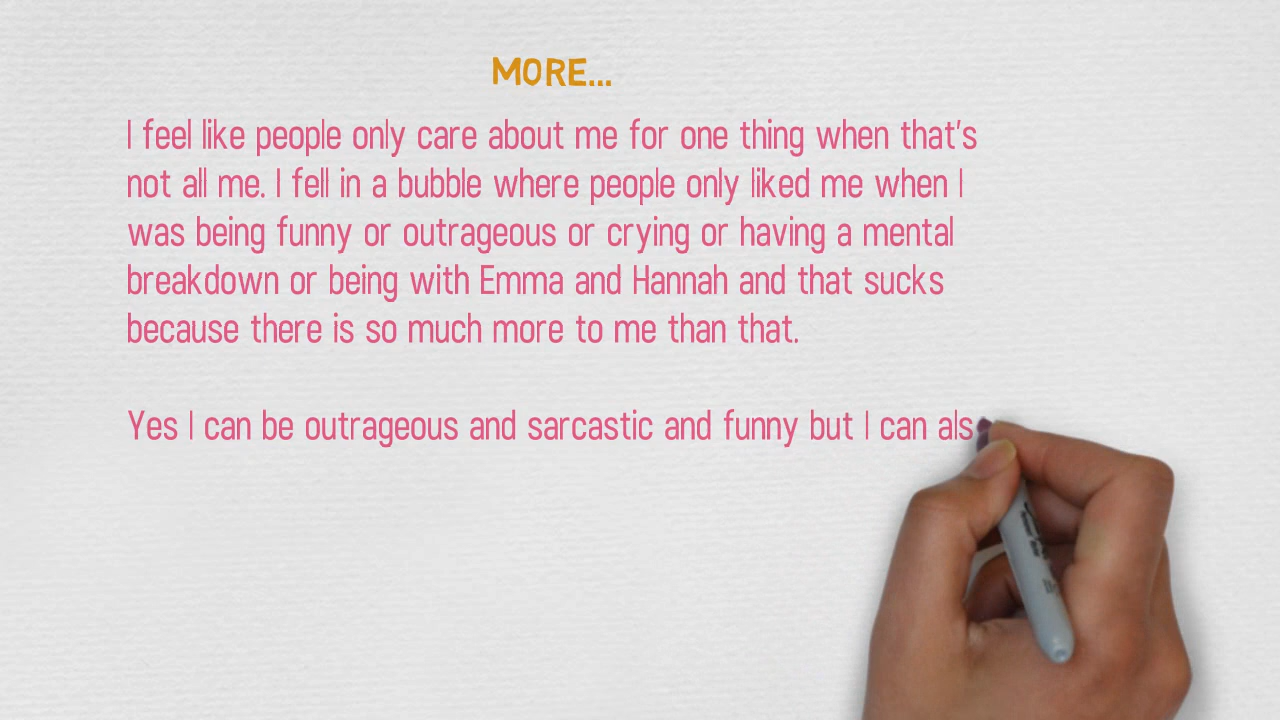 MORE...
I feel like people only care about me for one thing when that's
not all me. I fell in a bubble where people only liked me when I
was being funny or outrageous or crying or having a mental
breakdown or being with Emma and Hannah and that sucks
because there is so much more to me than that.
Yes I can be outrageous and sarcastic and funny but I can als